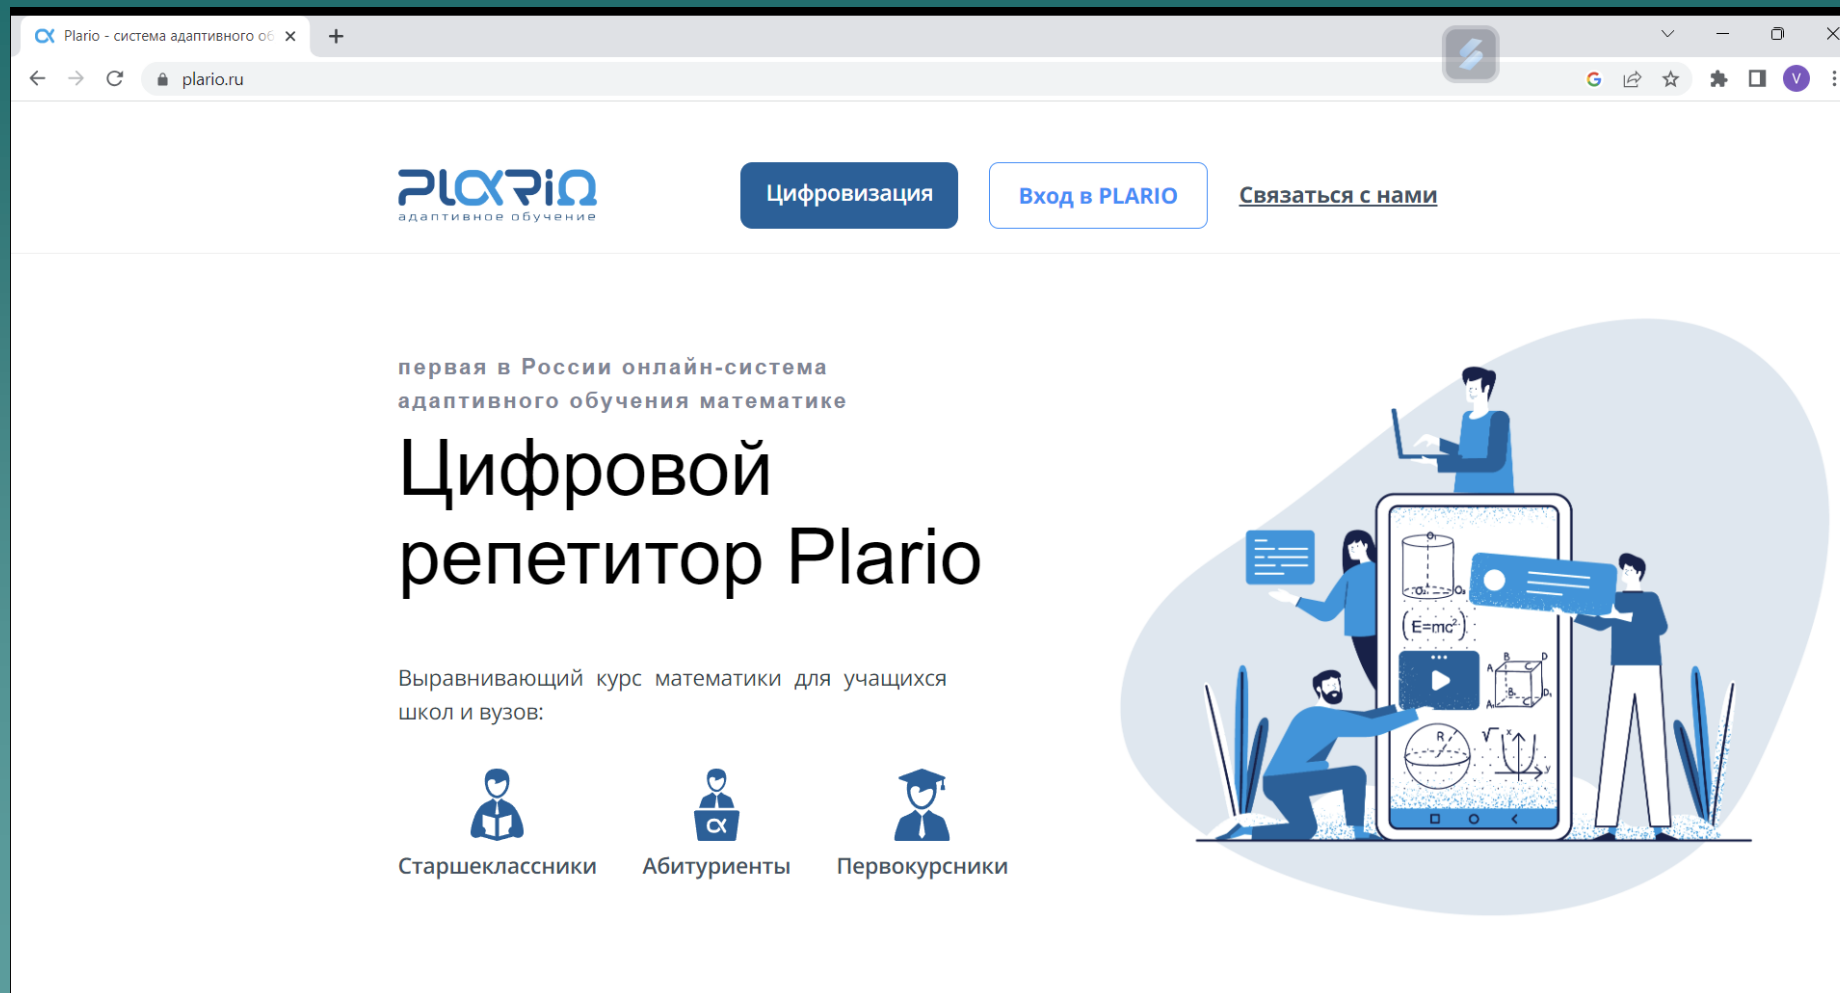 Plario - система адаптивного об
plario.ru
V
PLARIO
адаптивное обучение
Цифровизация
Вход в PLARIO
Связаться с нами
первая в России онлайн-система
адаптивного обучения математике
Цифровой
репетитор Plario
Выравнивающий курс математики для учащихся
школ и вузов:
Старшеклассники
Абитуриенты
Первокурсники
E=mc²
A B C D
R
x
y